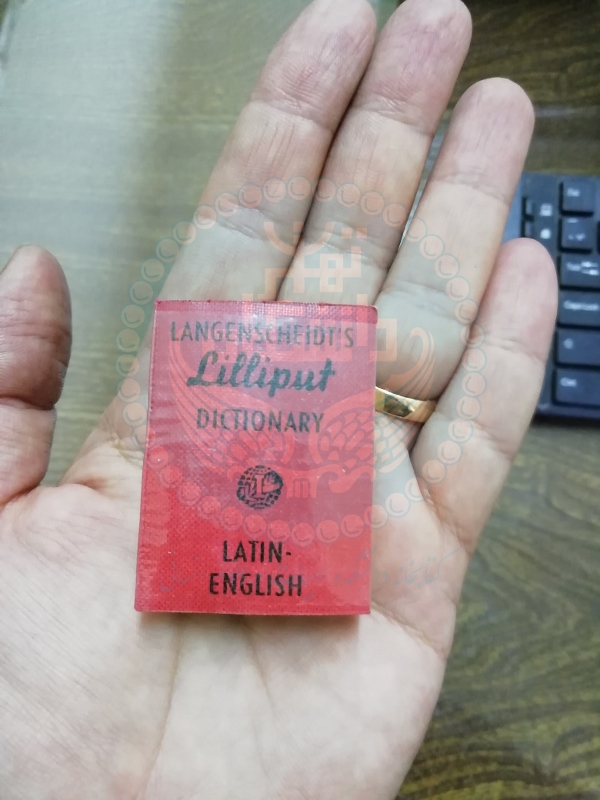 LANGENSCHEIDT'S
Lilliput
DICTIONARY
LATIN-
ENGLISH